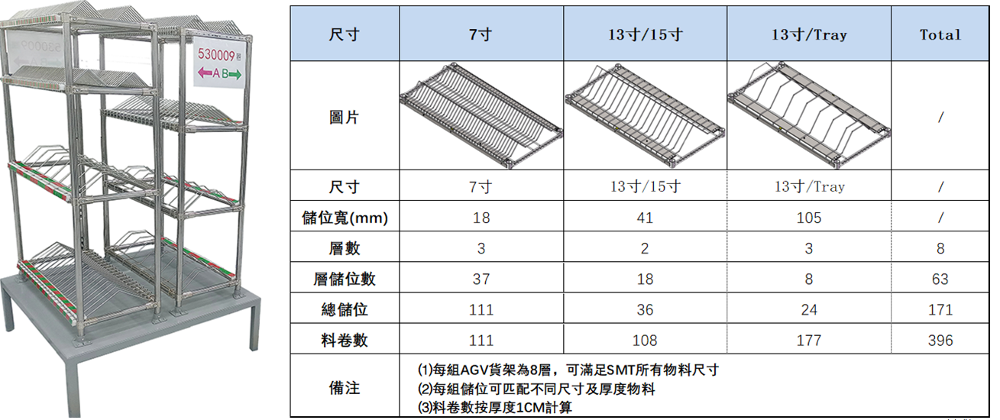 530009
530009
A B
尺寸 7寸 13寸/15寸 13寸/Tray Total
圖片 /
尺寸 7寸 13寸/15寸 13寸/Tray /
儲位寬(mm) 18 41 105 /
層數 3 2 3 8
層儲位數 37 18 8 63
總儲位 111 36 24 171
料卷數 111 108 177 396
備注
⑴每組AGV貨架為8層，可滿足SMT所有物料尺寸
⑵每組儲位可匹配不同尺寸及厚度物料
⑶料卷數按厚度1CM計算